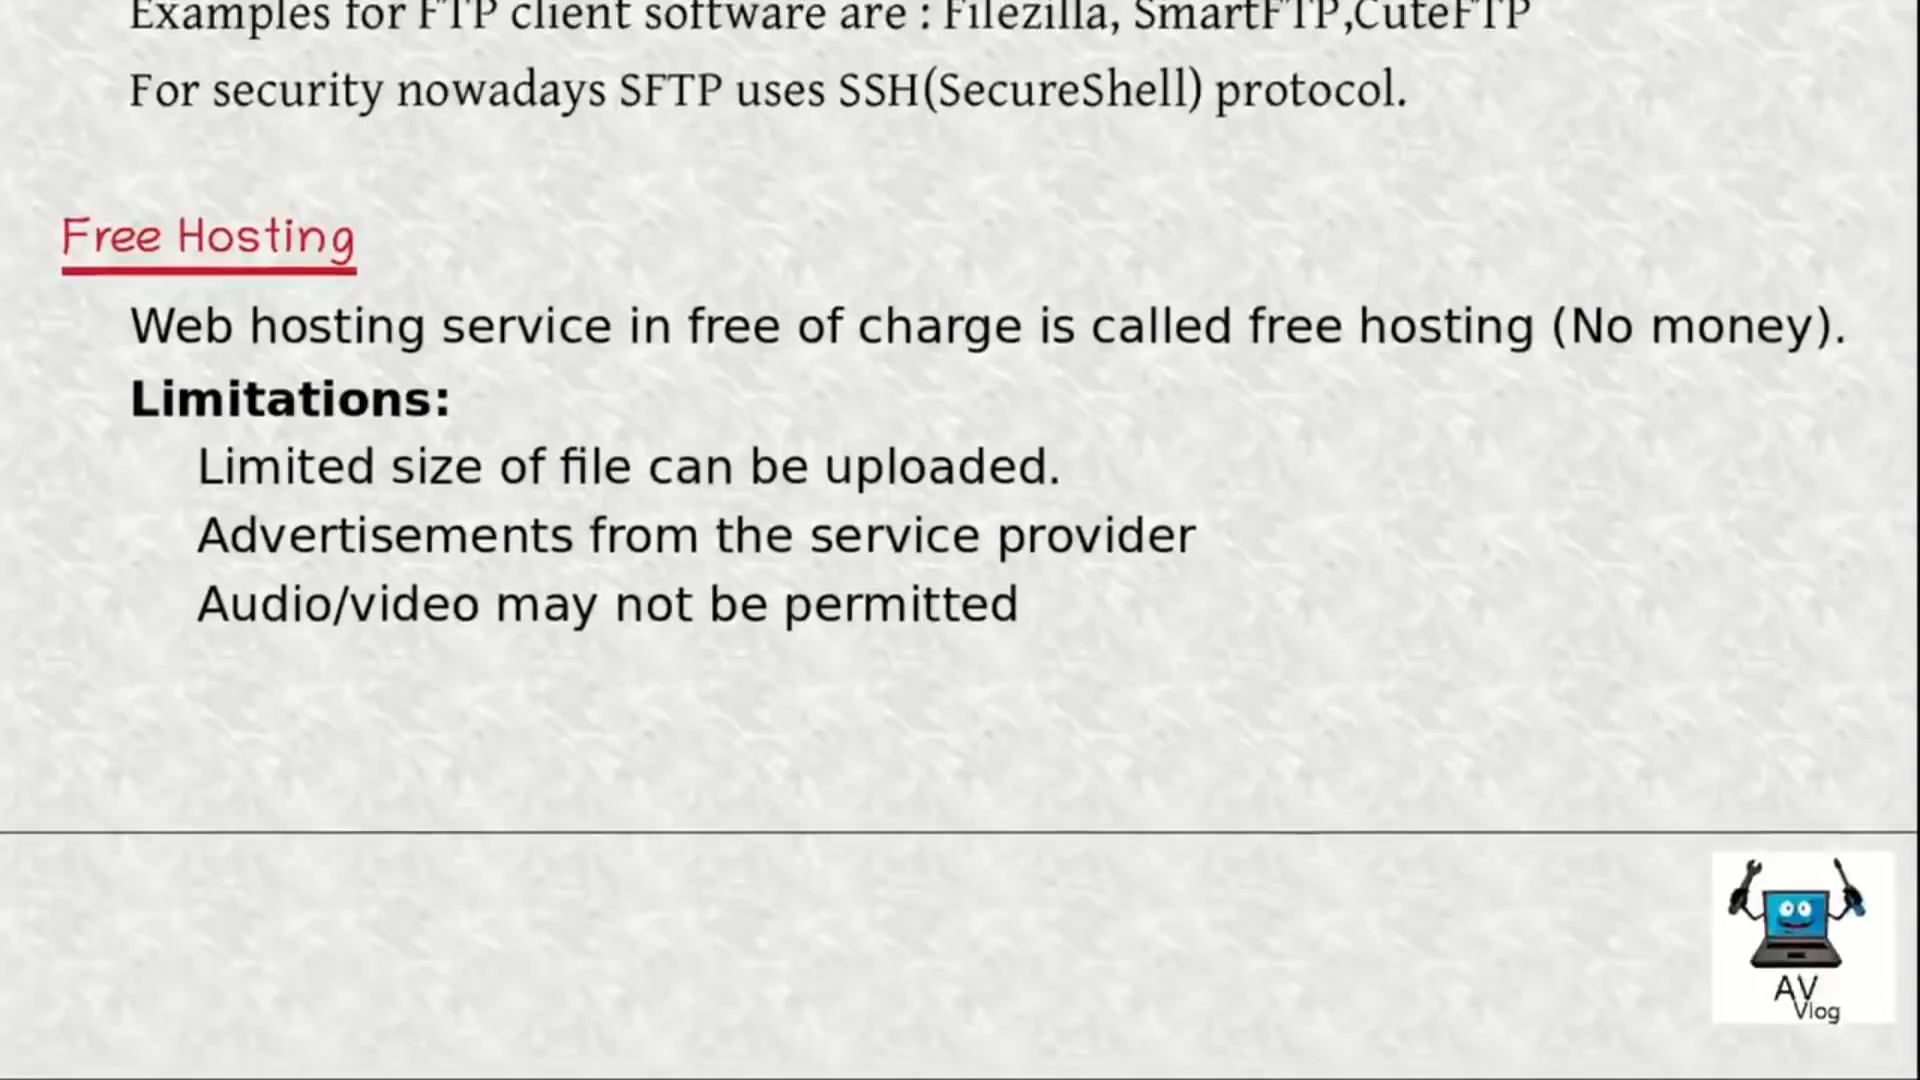 Examples for FTP client software are : Filezilla, SmartFTP,CuteFTP
For security nowadays SFTP uses SSH(SecureShell) protocol.
Free Hosting
Web hosting service in free of charge is called free hosting (No money).
Limitations:
Limited size of file can be uploaded.
Advertisements from the service provider
Audio/video may not be permitted
AV
Vlog